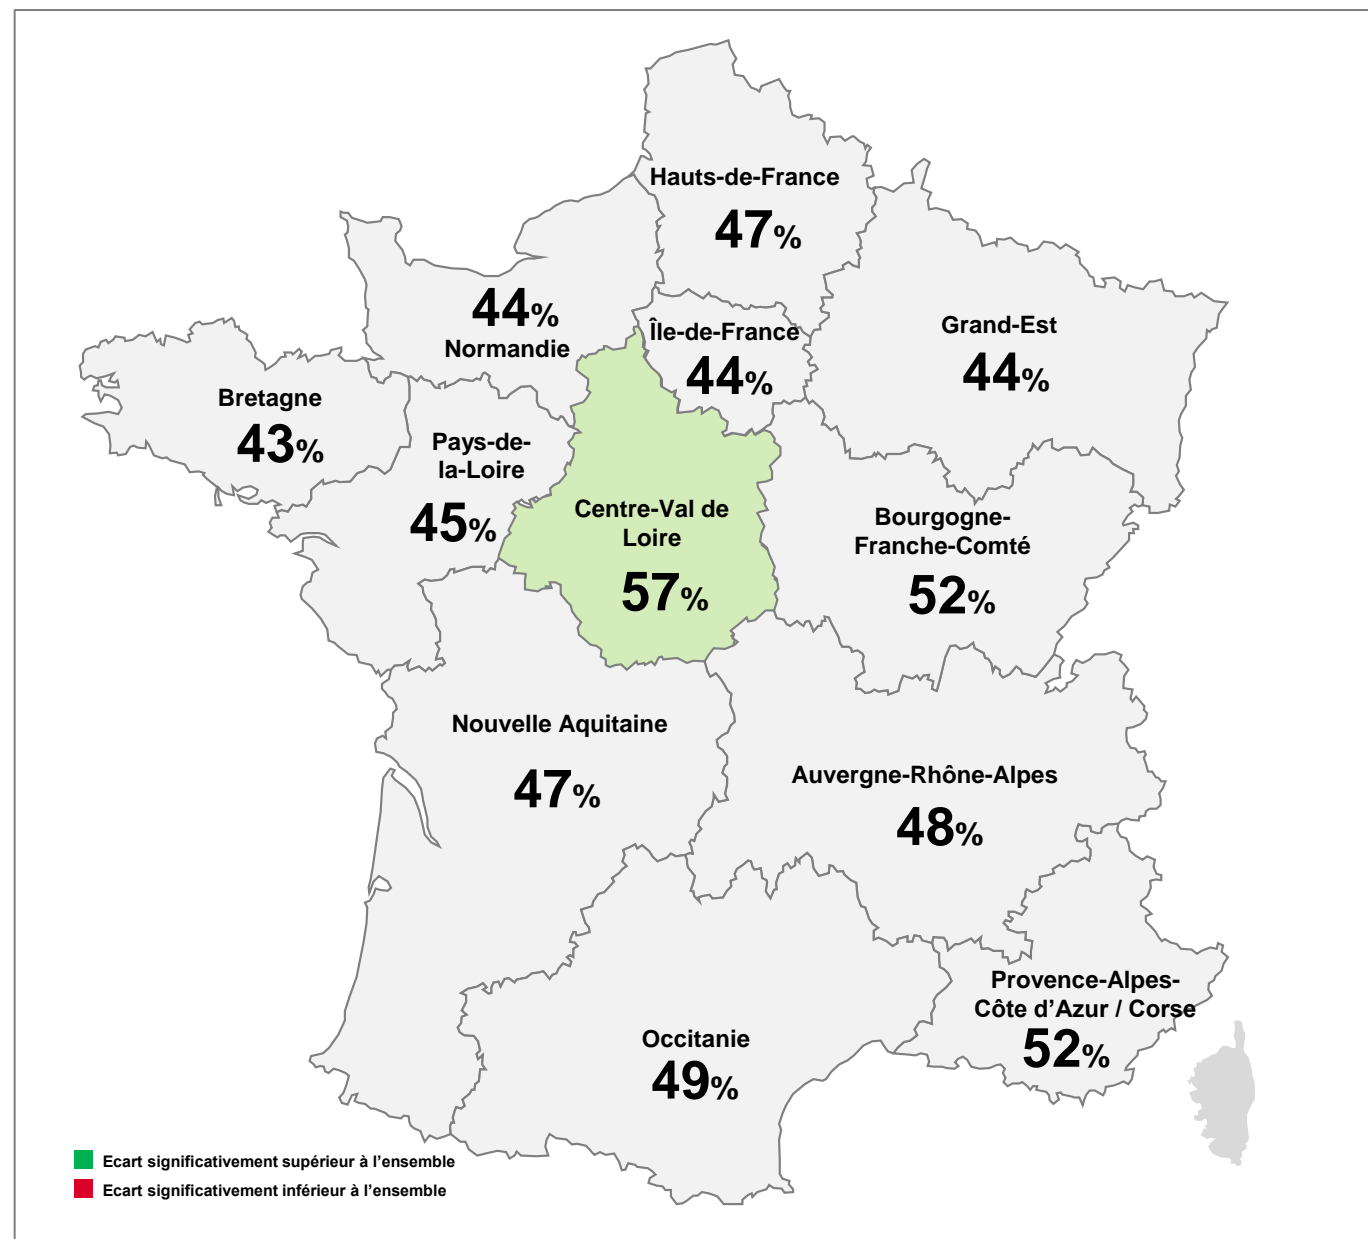 Hauts-de-France
47%
44%
Normandie
Île-de-France
44%
Grand-Est
44%
Bretagne
43%
Pays-de-
la-Loire
45%
Centre-Val de
Loire
57%
Bourgogne-
Franche-Comté
52%
Nouvelle Aquitaine
47%
Auvergne-Rhône-Alpes
48%
Provence-Alpes-
Côte d’Azur / Corse
52%
Occitanie
49%
Ecart significativement supérieur à l’ensemble
Ecart significativement inférieur à l’ensemble